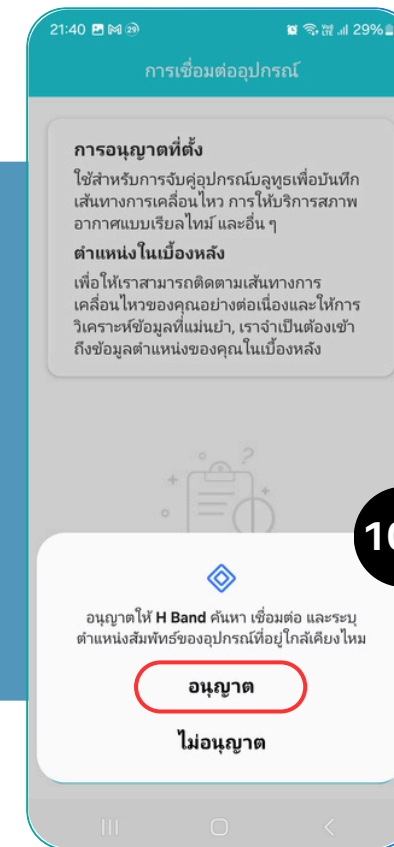 21:40 29 29%
การเชื่อมต่ออุปกรณ์
การอนุญาตที่ตั้ง
ใช้สำหรับการจับคู่อุปกรณ์บลูทูธเพื่อบันทึก
เส้นทางการเคลื่อนไหว การให้บริการสภาพ
อากาศแบบเรียลไทม์ และอื่น ๆ
ตำแหน่งในเบื้องหลัง
เพื่อให้เราสามารถติดตามเส้นทางการ
เคลื่อนไหวของคุณอย่างต่อเนื่องและให้การ
วิเคราะห์ข้อมูลที่แม่นยำ, เราจำเป็นต้องเข้า
ถึงข้อมูลตำแหน่งของคุณในเบื้องหลัง
10
อนุญาตให้ H Band ค้นหา เชื่อมต่อ และระบุ
ตำแหน่งสัมพัทธ์ของอุปกรณ์ที่อยู่ใกล้เคียงไหม
อนุญาต
ไม่อนุญาต